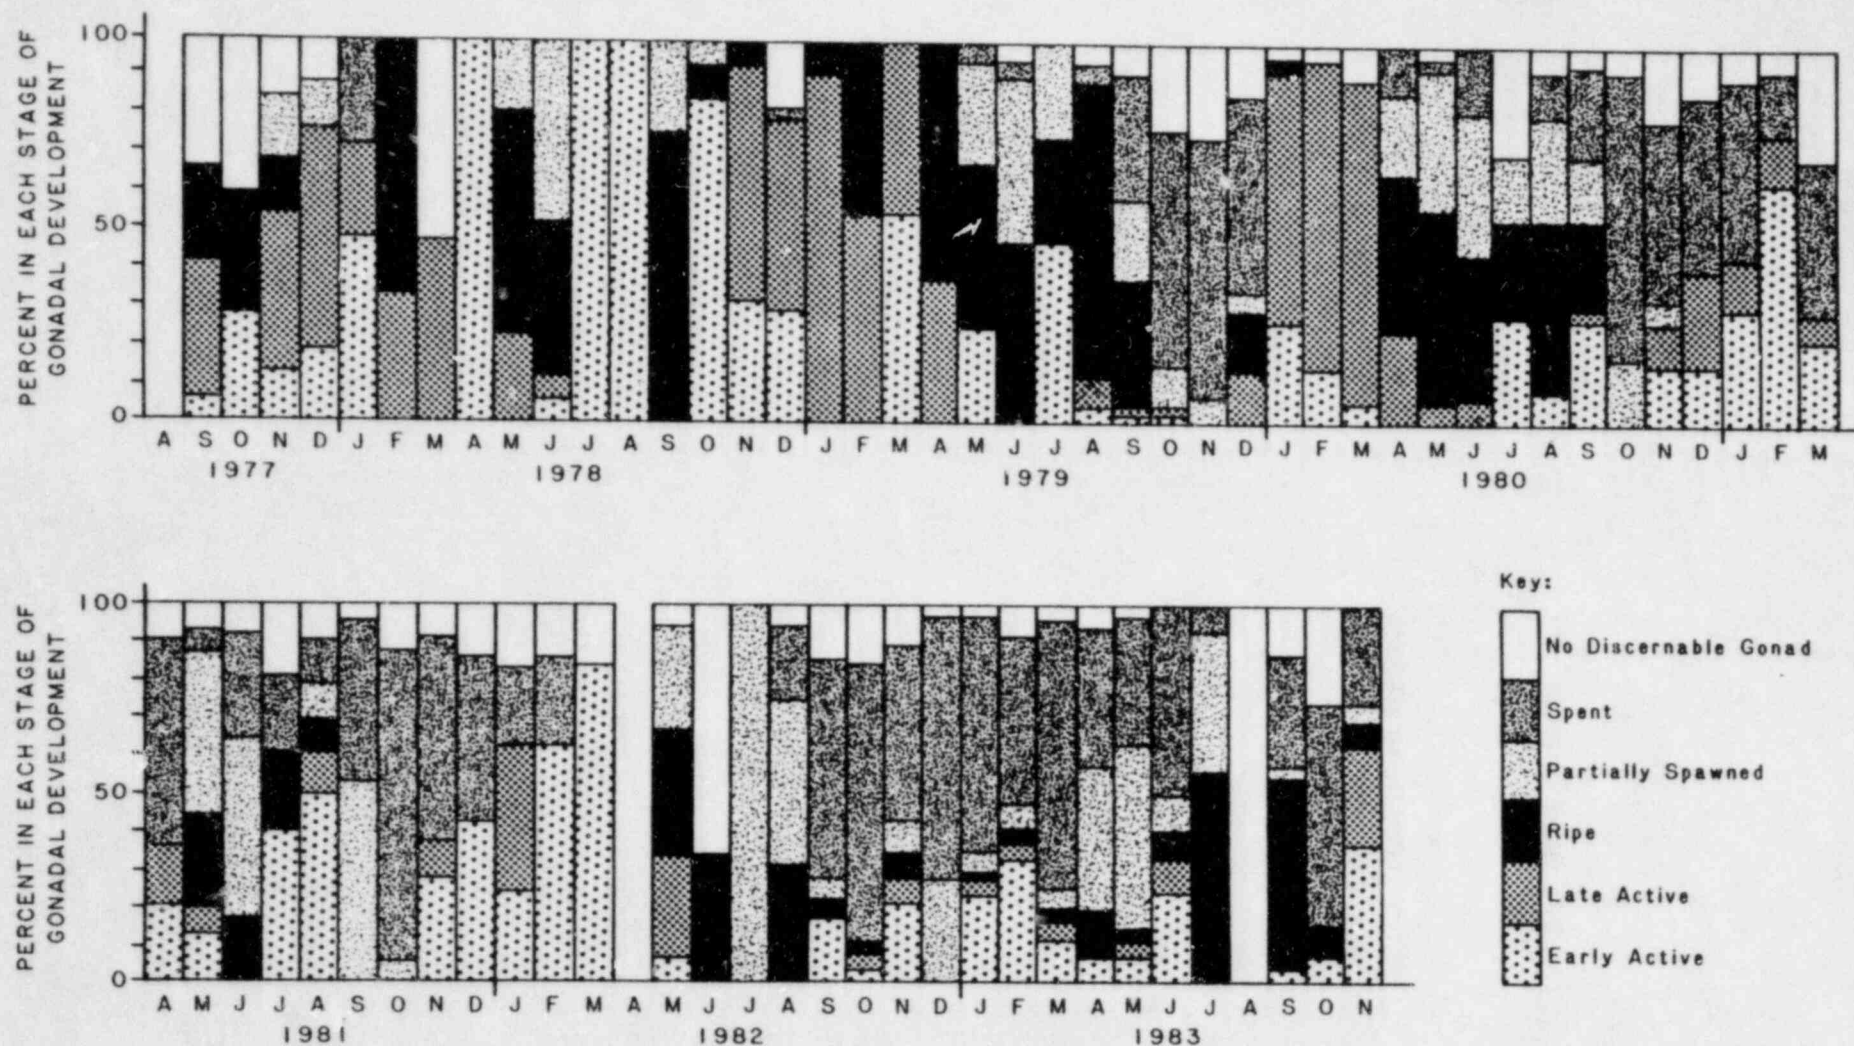 PERCENT IN EACH STAGE OF
GONADAL DEVELOPMENT
100
50
0
A S O N D J F M A M J J A S O N D J F M A M J J A S O N D J F M A M J J A S O N D J F M
1977 1978 1979 1980
PERCENT IN EACH STAGE OF
GONADAL DEVELOPMENT
100
50
0
A M J J A S O N D J F M A M J J A S O N D J F M A M J J A S O N
1981 1982 1983
Key:
No Discernable Gonad
Spent
Partially Spawned
Ripe
Late Active
Early Active